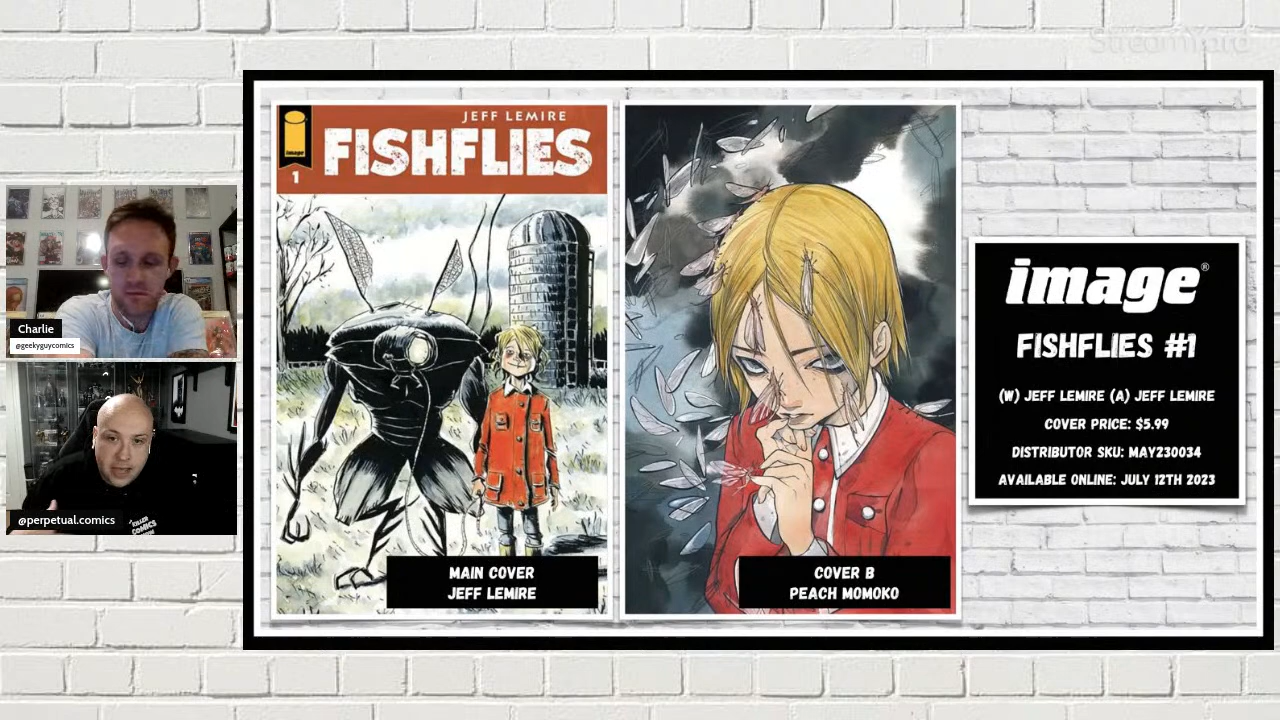 StreamYard
JEFF LEMIRE
FISHFLIES
image
1
Charlie
@geekyguycomics
@perpetual.comics
MAIN COVER
JEFF LEMIRE
COVER B
PEACH MOMOKO
image®
FISHFLIES #1
(W) JEFF LEMIRE (A) JEFF LEMIRE
COVER PRICE: $5.99
DISTRIBUTOR SKU: MAY230034
AVAILABLE ONLINE: JULY 12TH 2023